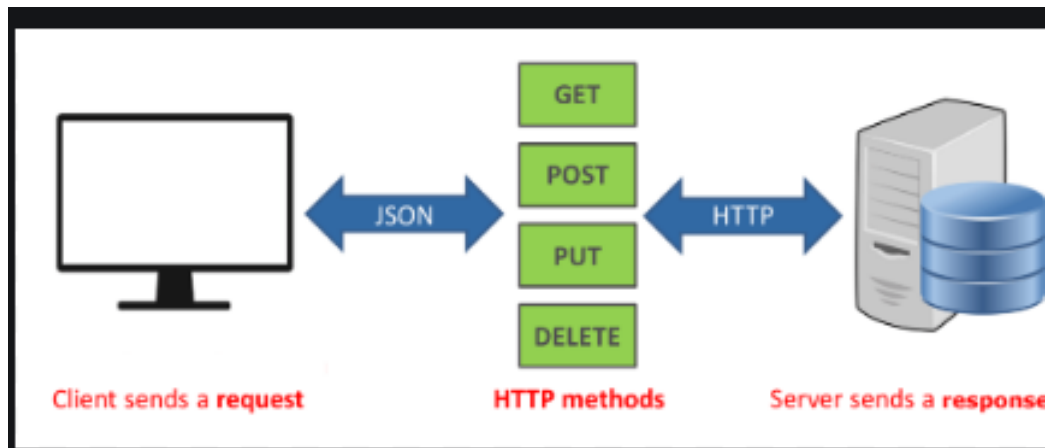 GET
POST
JSON
HTTP
PUT
DELETE
Client sends a request
HTTP methods
Server sends a response